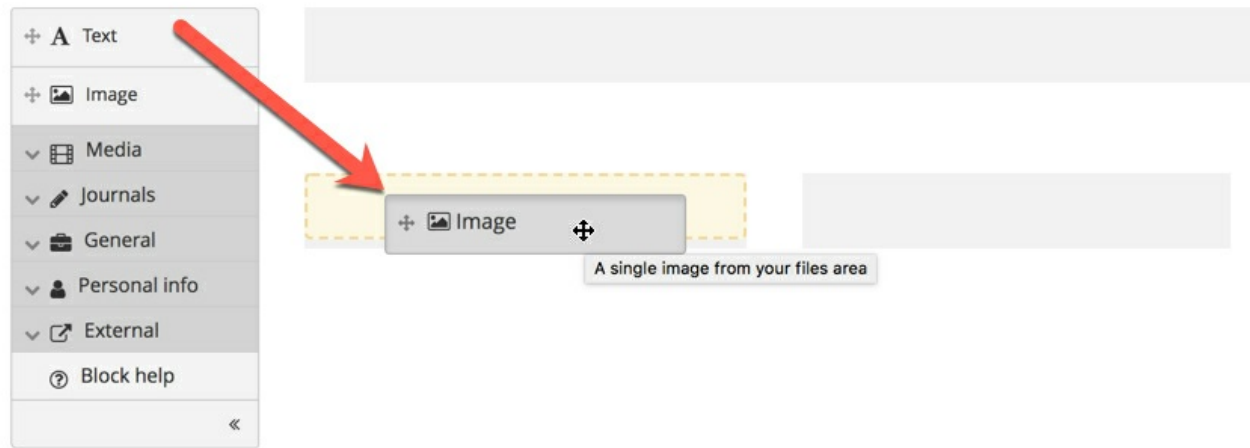 Text
Image
Media
Journals
General
Personal info
External
Block help
«
Image
A single image from your files area